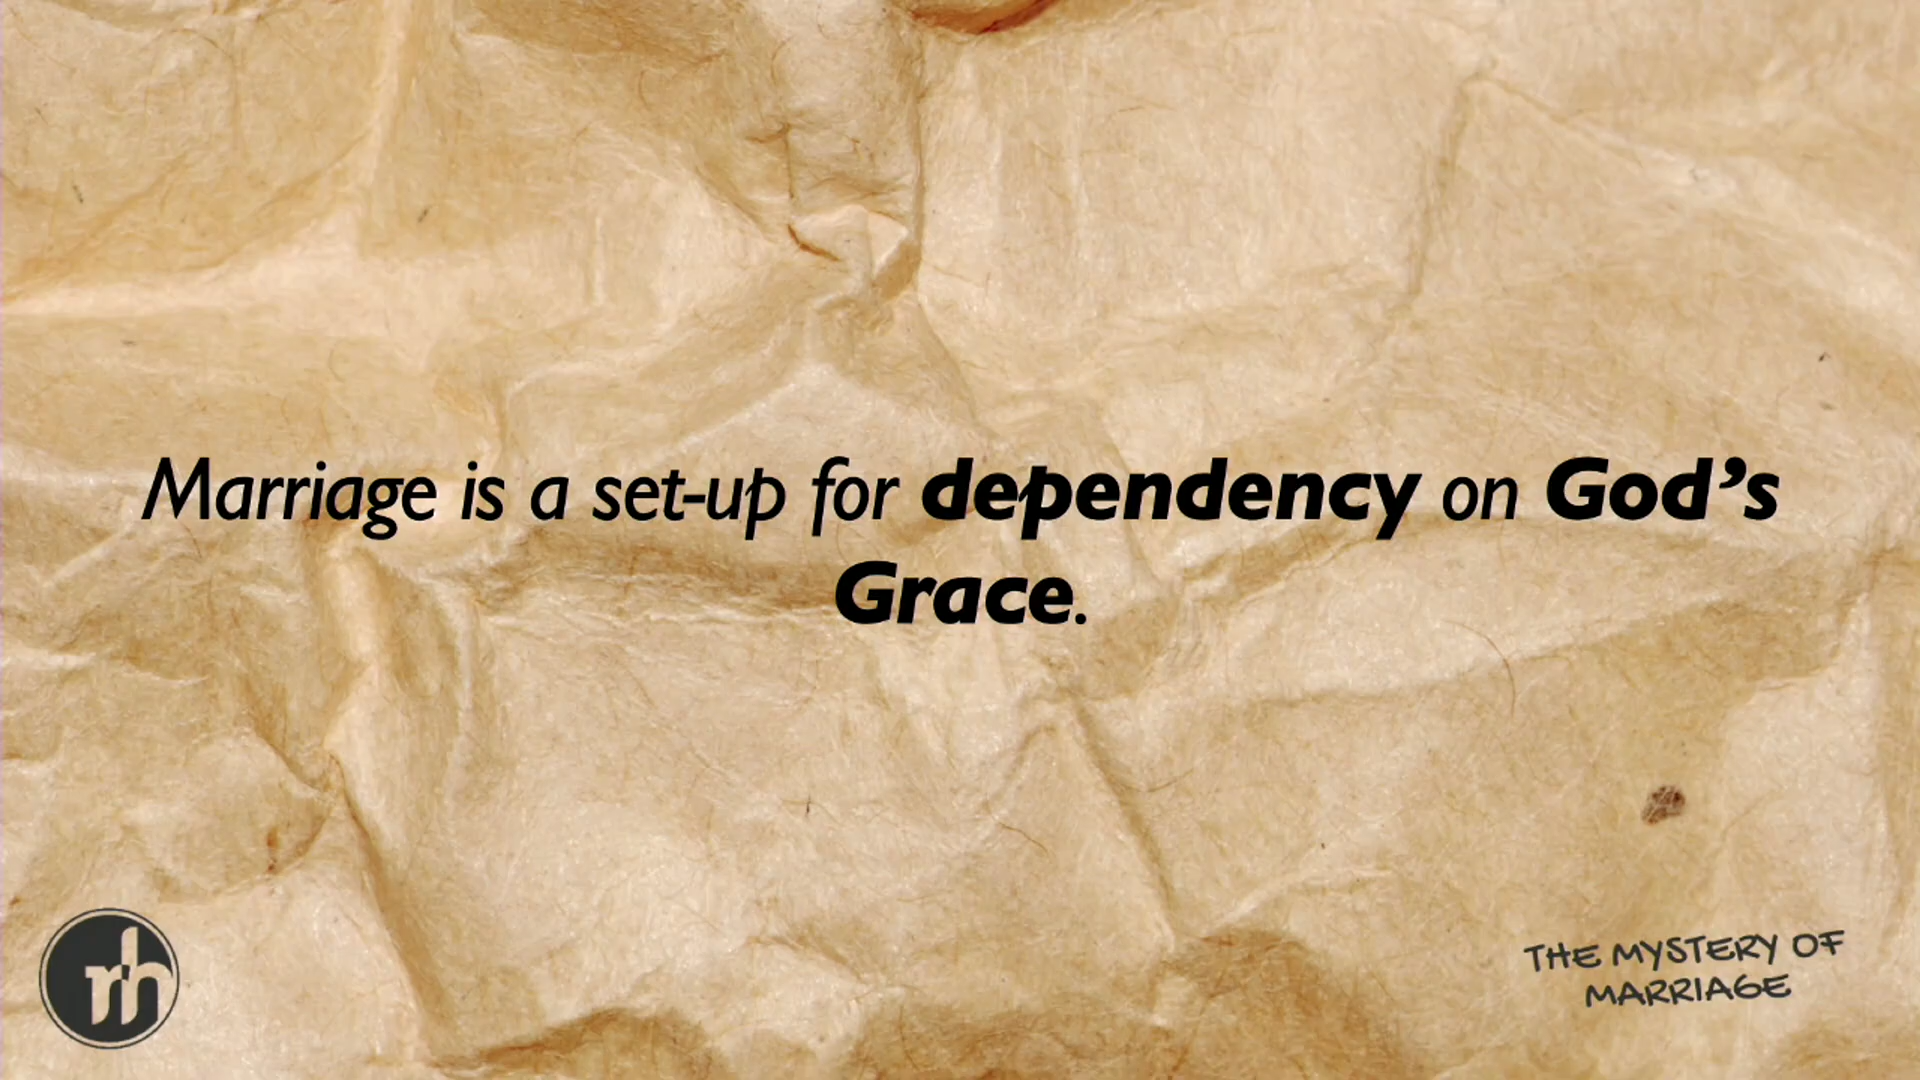 Marriage is a set-up for dependency on God's
Grace.
rh
THE MYSTERY OF
MARRIAGE